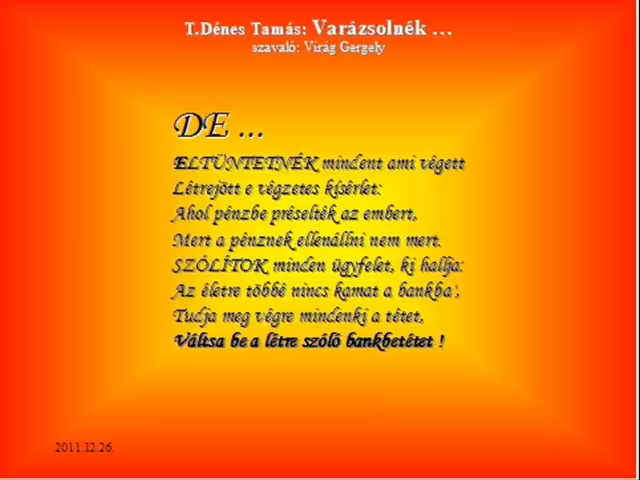 T.Dénes Tamás: Varázsolnék ...
szavaló: Virág Gergely
DE ...
ELTÜNTETNÉK mindent ami végett
Létrejött e végzetes kísérlet:
Ahol pénzbe préselték az embert,
Mert a pénznek ellenállni nem mert.
SZÓLÍTOK minden ügyfelet, ki hallja:
Az életre többé nincs kamat a bankba',
Tudja meg végre mindenki a tétet,
Váltsa be a létre szóló bankbetétet !
2011.12.26.